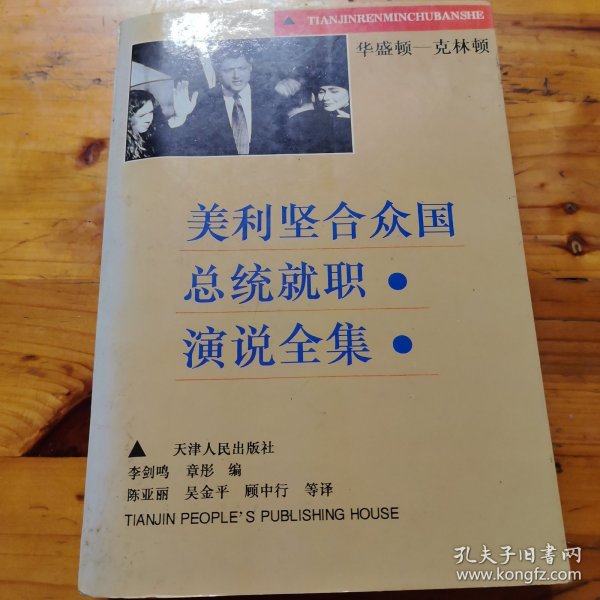 ▲ TIANJINRENMINCHUBANSHE
华盛顿—克林顿
美利坚合众国
总统就职●
演说全集●
▲ 天津人民出版社
李剑鸣 章彤 编
陈亚丽 吴金平 顾中行 等译
TIANJIN PEOPLE'S PUBLISHING HOUSE
孔夫子旧书网
www.kongfz.com